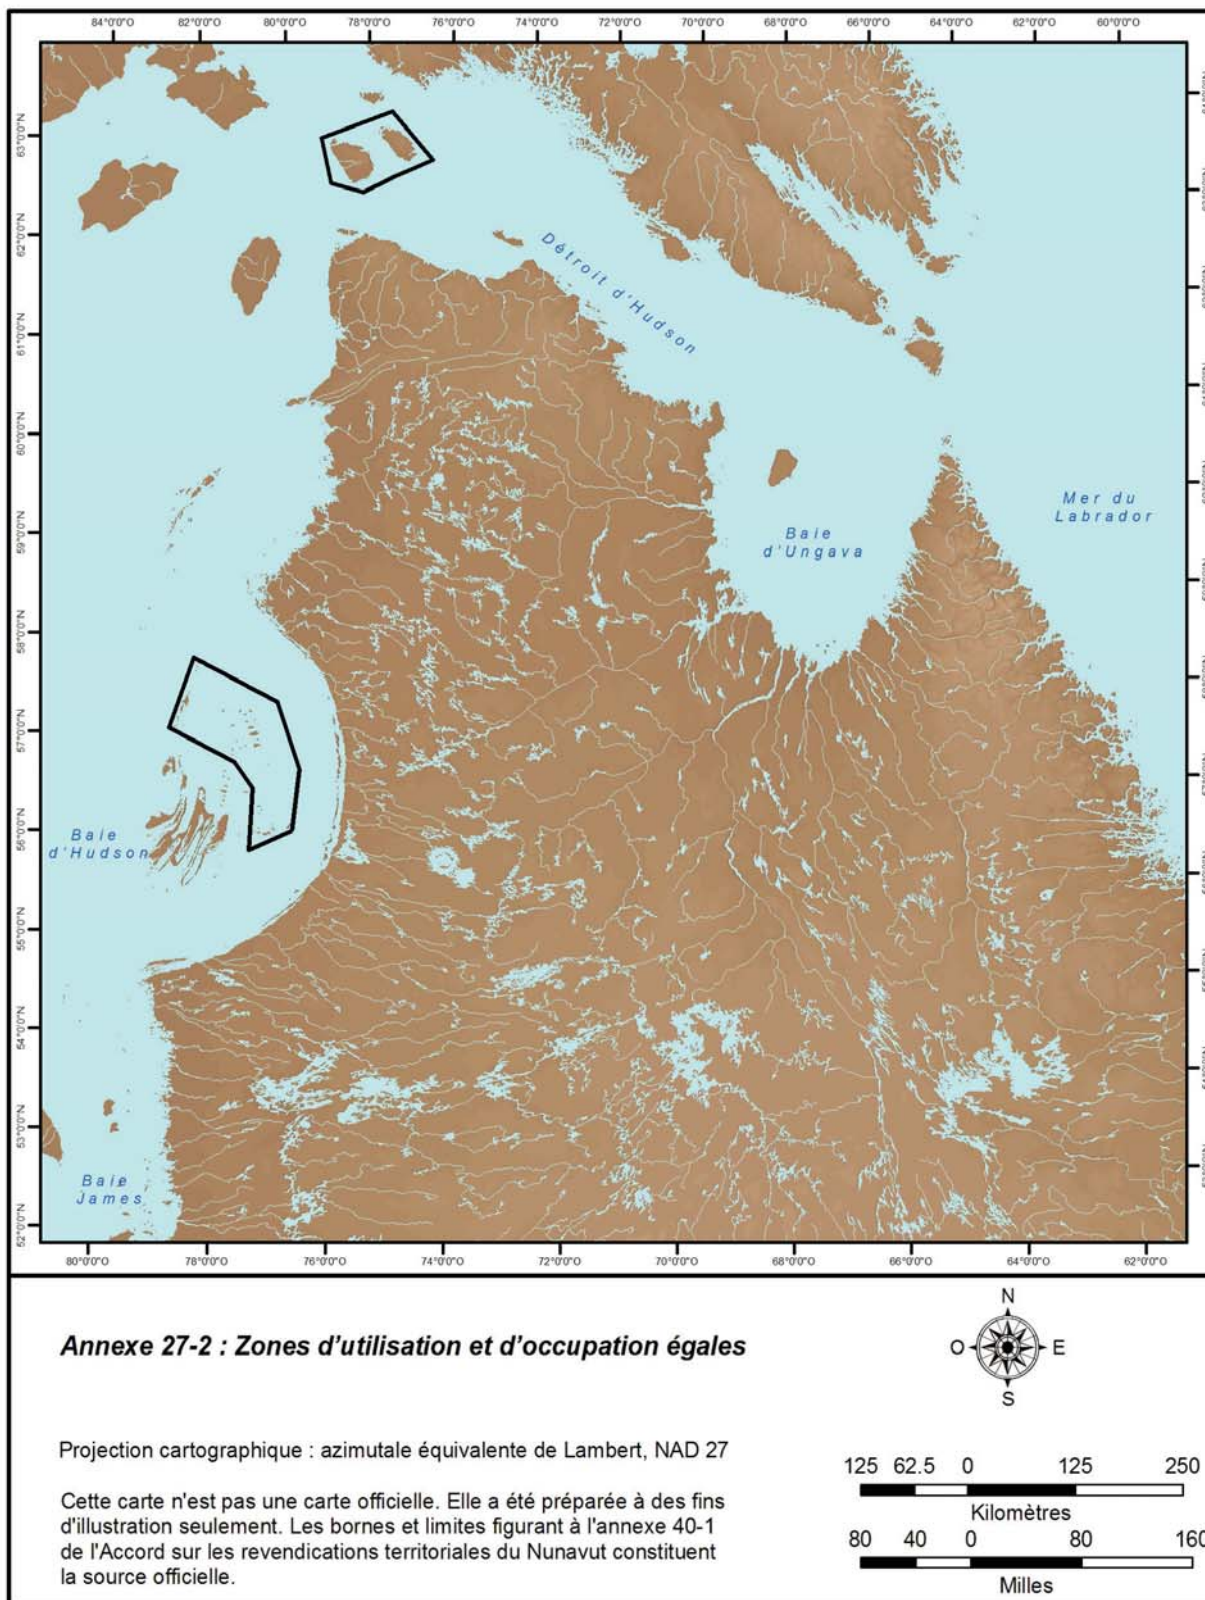 84°0'0"O 82°0'0"O 80°0'0"O 78°0'0"O 76°0'0"O 74°0'0"O 72°0'0"O 70°0'0"O 68°0'0"O 66°0'0"O 64°0'0"O 62°0'0"O 60°0'0"O
63°0'0"N
62°0'0"N
61°0'0"N
60°0'0"N
59°0'0"N
58°0'0"N
57°0'0"N
56°0'0"N
55°0'0"N
54°0'0"N
53°0'0"N
52°0'0"N
Détroit d'Hudson
Mer du
Labrador
Baie
d'Ungava
Baie
d'Hudson
Baie
James
80°0'0"O 78°0'0"O 76°0'0"O 74°0'0"O 72°0'0"O 70°0'0"O 68°0'0"O 66°0'0"O 64°0'0"O 62°0'0"O
Annexe 27-2 : Zones d'utilisation et d'occupation égales
N
O E
S
Projection cartographique : azimutale équivalente de Lambert, NAD 27
Cette carte n'est pas une carte officielle. Elle a été préparée à des fins
d'illustration seulement. Les bornes et limites figurant à l'annexe 40-1
de l'Accord sur les revendications territoriales du Nunavut constituent
la source officielle.
125 62.5 0 125 250
Kilomètres
80 40 0 80 160
Milles